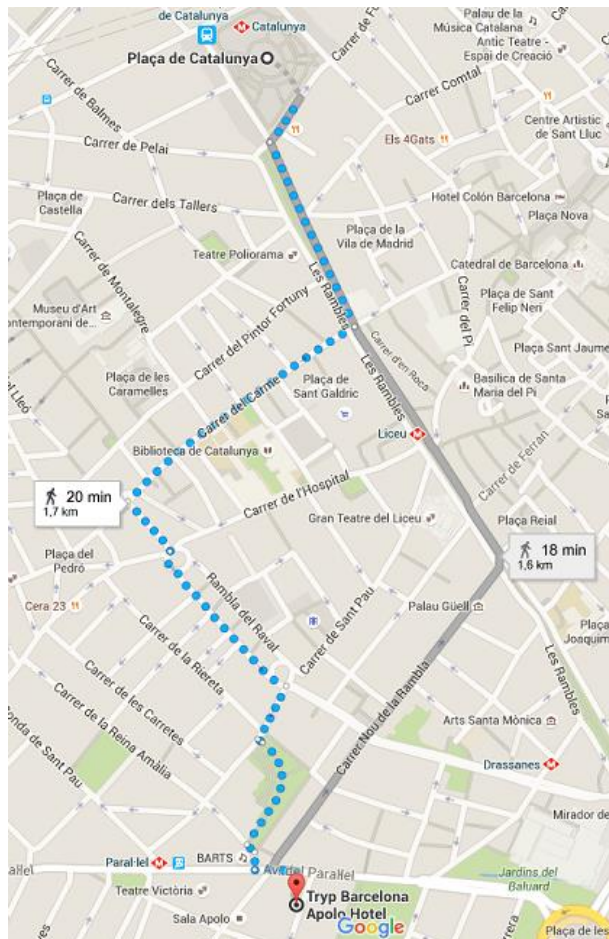 de Catalunya
Catalunya
Plaça de Catalunya
Carrer de Fo
Palau de la
Música Catalana
Antic Teatre -
Espai de Creació
Carrer Comtal
Carrer de Balmes
Els 4Gats
Centre Artistic
de Sant Lluc
Carrer de Pelai
Carrer dels Tallers
Plaça de
Castella
Hotel Colón Barcelona
Plaça Nova
Plaça de la
Vila de Madrid
Teatre Poliorama
Catedral de Barcelona
Carrer de Montalegre
Les Rambles
Carrer del Pi
Plaça de Sant
Felip Neri
Museu d'Art
ontemporani de...
Carrer del Pintor Fortuny
Carrer d'en Roca
Plaça Sant Jaume
Les Rambles
Plaça de les
Caramelles
Plaça de
Sant Galdric
Basílica de Santa
Maria del Pi
Carrer del Carme
Lleó
Liceu
Biblioteca de Catalunya
Carrer de Ferran
Carrer de l'Hospital
20 min
1,7 km
Gran Teatre del Liceu
Plaça Reial
18 min
1,6 km
Plaça del
Pedró
Rambla del Raval
Cera 23
Carrer de Sant Pau
Palau Güell
Plaça
Joaquim
Carrer de la Riereta
Les Rambles
Carrer de les Carretes
Carrer Nou de la Rambla
Arts Santa Mònica
Carrer de la Reina Amàlia
onda de Sant Pau
Drassanes
Mirador de
BARTS
Paral·lel
Av. del Paral·lel
Jardins del
Baluard
Teatre Victòria
Tryp Barcelona
Apolo Hotel
Sala Apolo
Google
Plaça de les